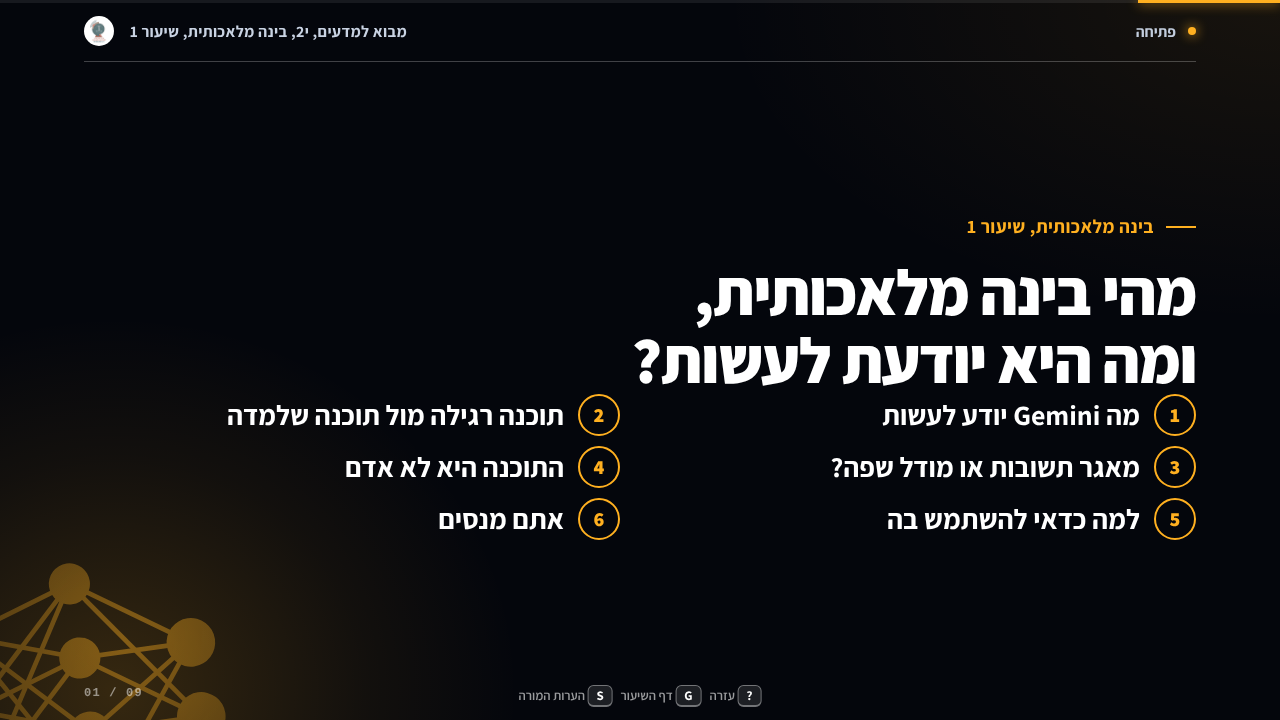 פתיחה
מבוא למדעים, י2, בינה מלאכותית, שיעור 1
בינה מלאכותית, שיעור 1
מהי בינה מלאכותית,
ומה היא יודעת לעשות?
1 מה Gemini יודע לעשות
2 תוכנה רגילה מול תוכנה שלמדה
3 מאגר תשובות או מודל שפה?
4 התוכנה היא לא אדם
5 למה כדאי להשתמש בה
6 אתם מנסים
? עזרה G דף השיעור S הערות המורה
01 / 09